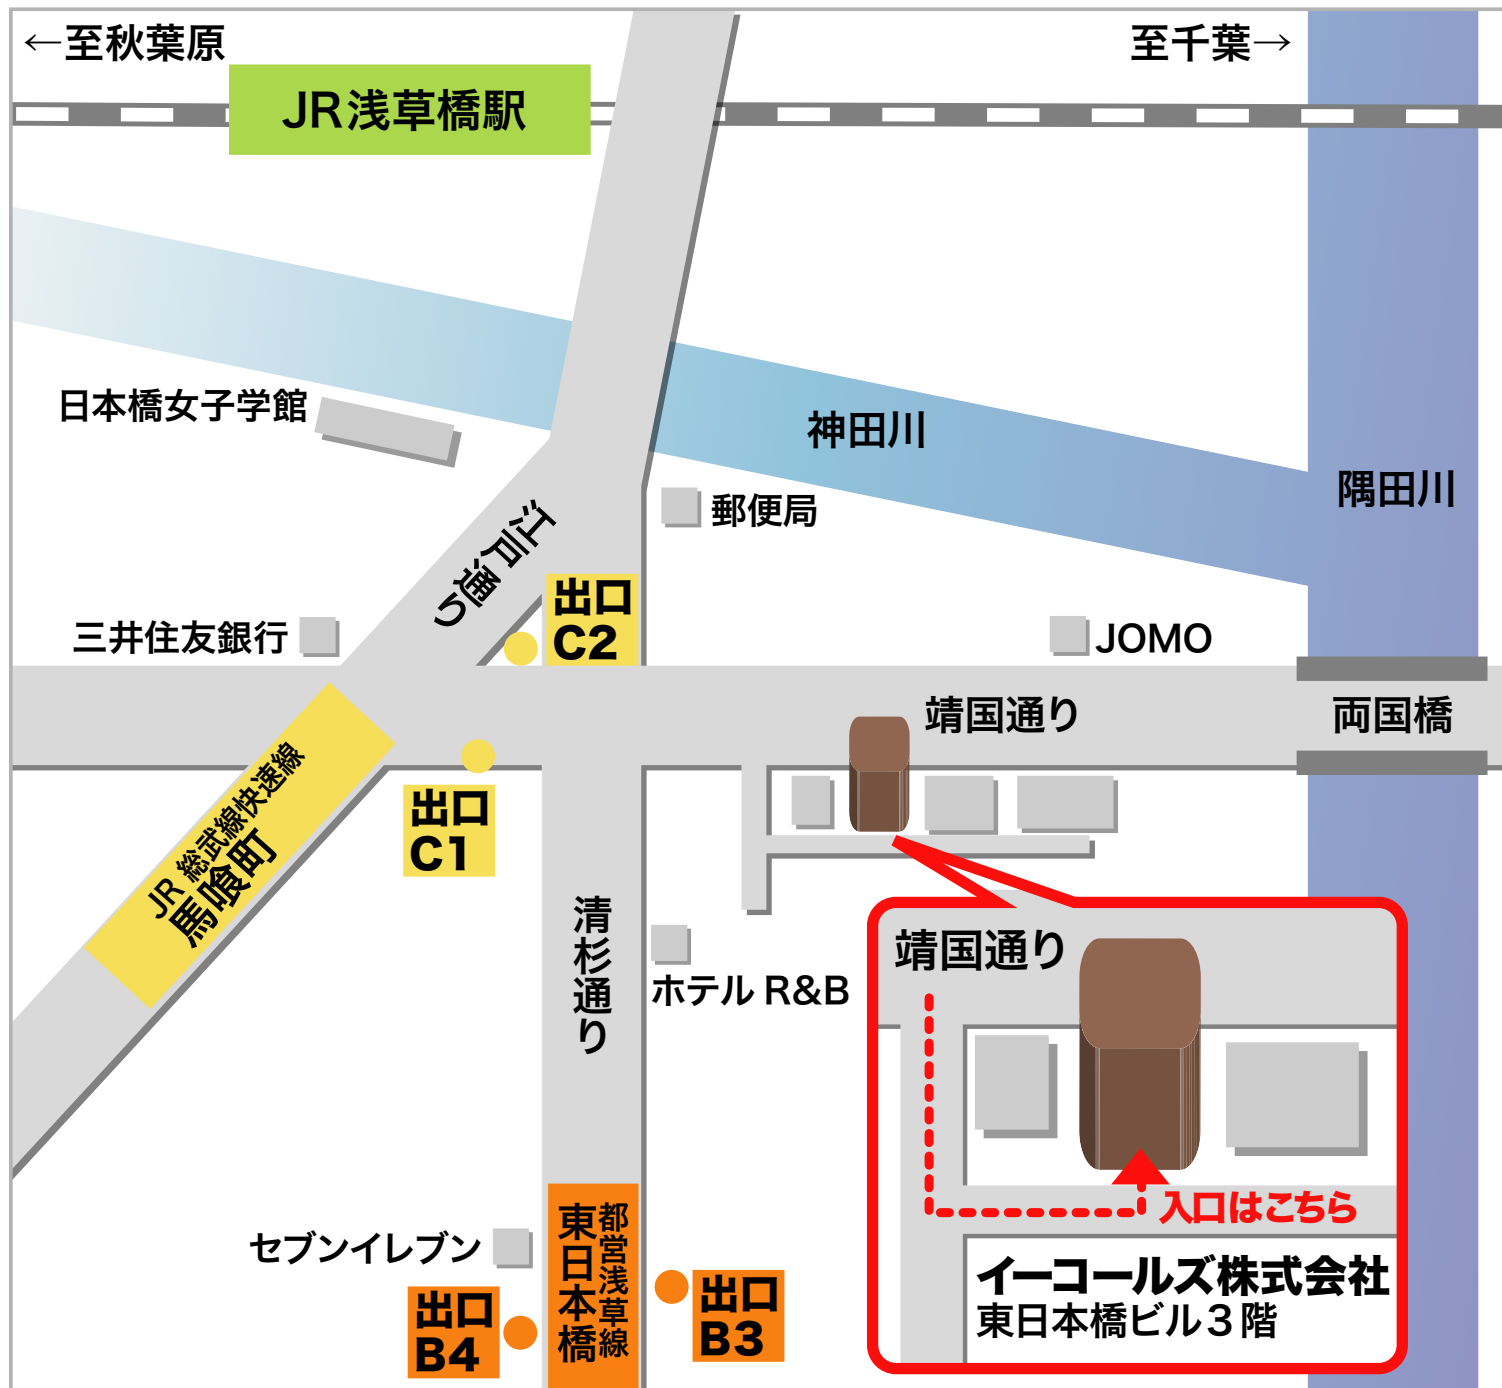 ←至秋葉原
至千葉→
JR浅草橋駅
日本橋女子学館
神田川
隅田川
江戸通り
郵便局
出口
C2
三井住友銀行
JOMO
靖国通り
両国橋
JR 総武線快速線
馬喰町
出口
C1
清杉通り
ホテル R&B
靖国通り
入口はこちら
イーコールズ株式会社
東日本橋ビル3階
セブンイレブン
都営浅草線
東日本橋
出口
B4
出口
B3